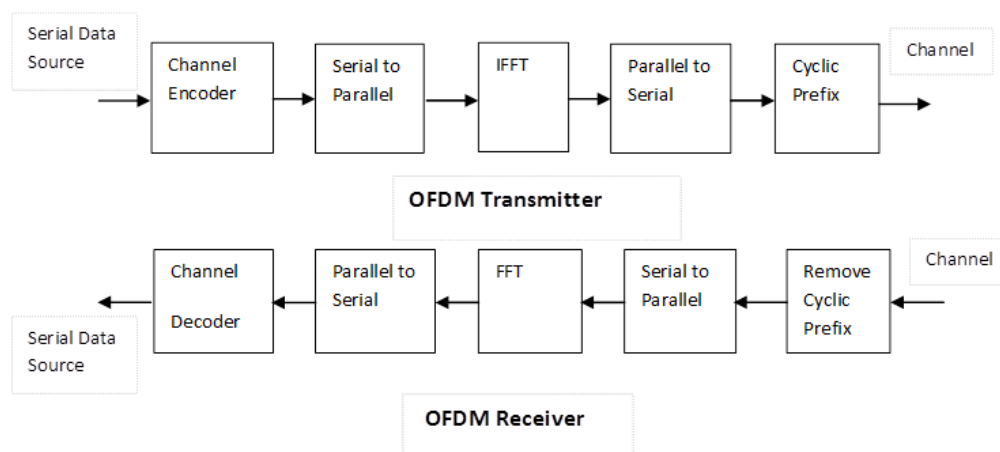 Serial Data
Source
Channel
Encoder
Serial to
Parallel
IFFT
Parallel to
Serial
Cyclic
Prefix
Channel
OFDM Transmitter
Channel
Decoder
Parallel to
Serial
FFT
Serial to
Parallel
Remove
Cyclic
Prefix
Channel
Serial Data
Source
OFDM Receiver